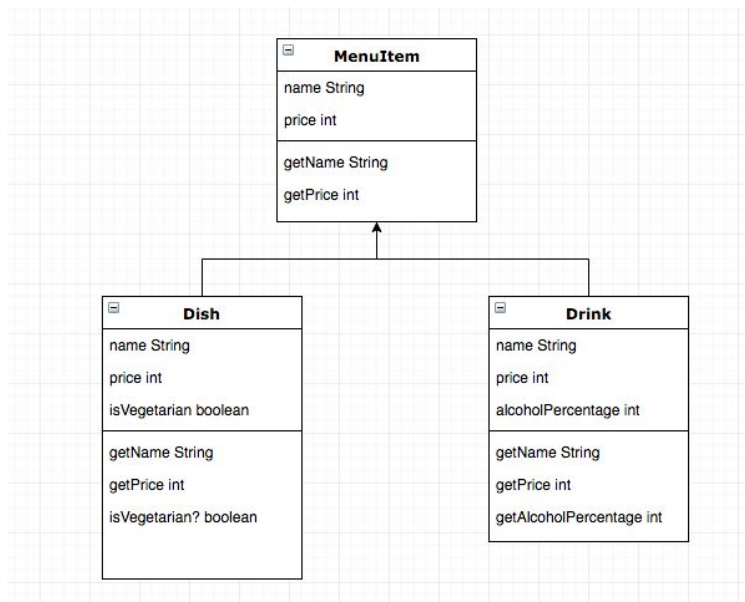 MenuItem
name String
price int
getName String
getPrice int
Dish
name String
price int
isVegetarian boolean
getName String
getPrice int
isVegetarian? boolean
Drink
name String
price int
alcoholPercentage int
getName String
getPrice int
getAlcoholPercentage int